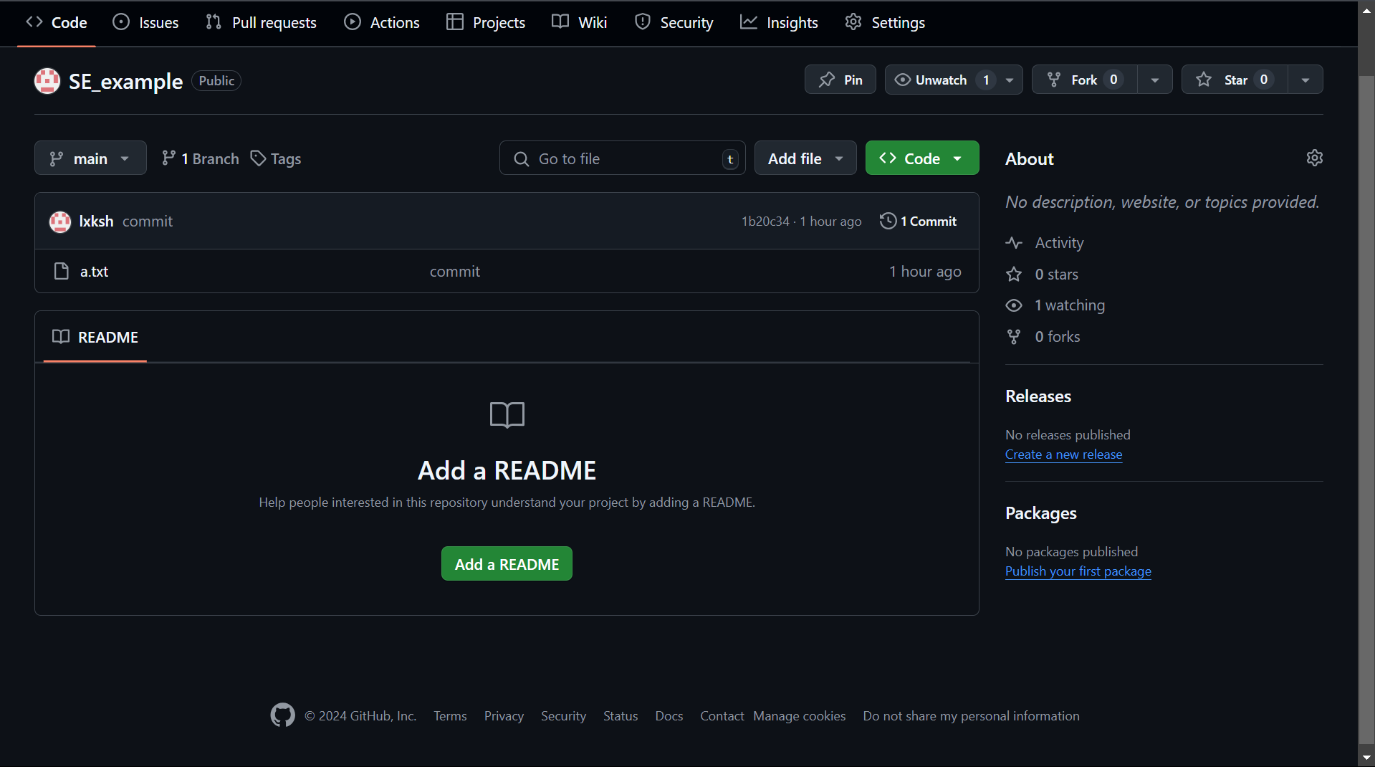 Code Issues Pull requests Actions Projects Wiki Security Insights Settings
SE_example Public Pin Unwatch 1 Fork 0 Star 0
main 1 Branch Tags Go to file t Add file Code
About
No description, website, or topics provided.
lxksh commit 1b20c34 · 1 hour ago 1 Commit
a.txt commit 1 hour ago
Activity
0 stars
1 watching
0 forks
README
Add a README
Help people interested in this repository understand your project by adding a README.
Add a README
Releases
No releases published
Create a new release
Packages
No packages published
Publish your first package
© 2024 GitHub, Inc. Terms Privacy Security Status Docs Contact Manage cookies Do not share my personal information